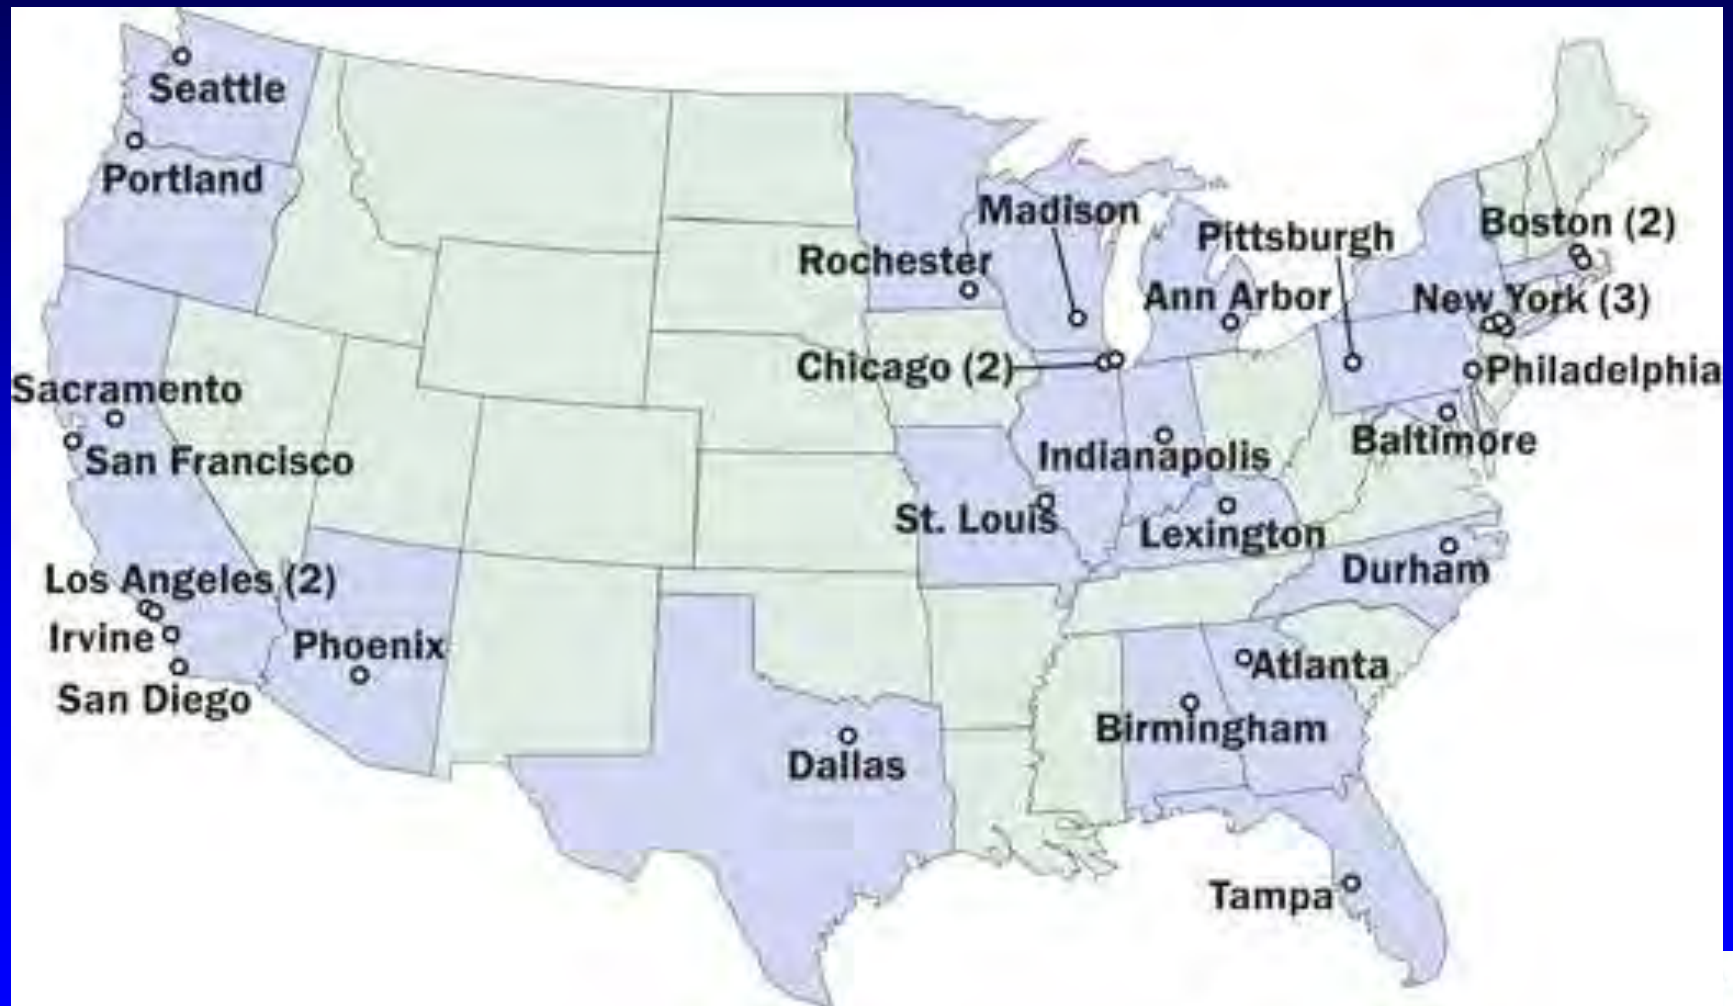 Seattle
Portland
Madison
Pittsburgh
Boston (2)
Rochester
Ann Arbor
New York (3)
Chicago (2)
Philadelphia
Sacramento
Baltimore
San Francisco
Indianapolis
St. Louis
Lexington
Durham
Los Angeles (2)
Irvine
Phoenix
San Diego
Atlanta
Birmingham
Dallas
Tampa